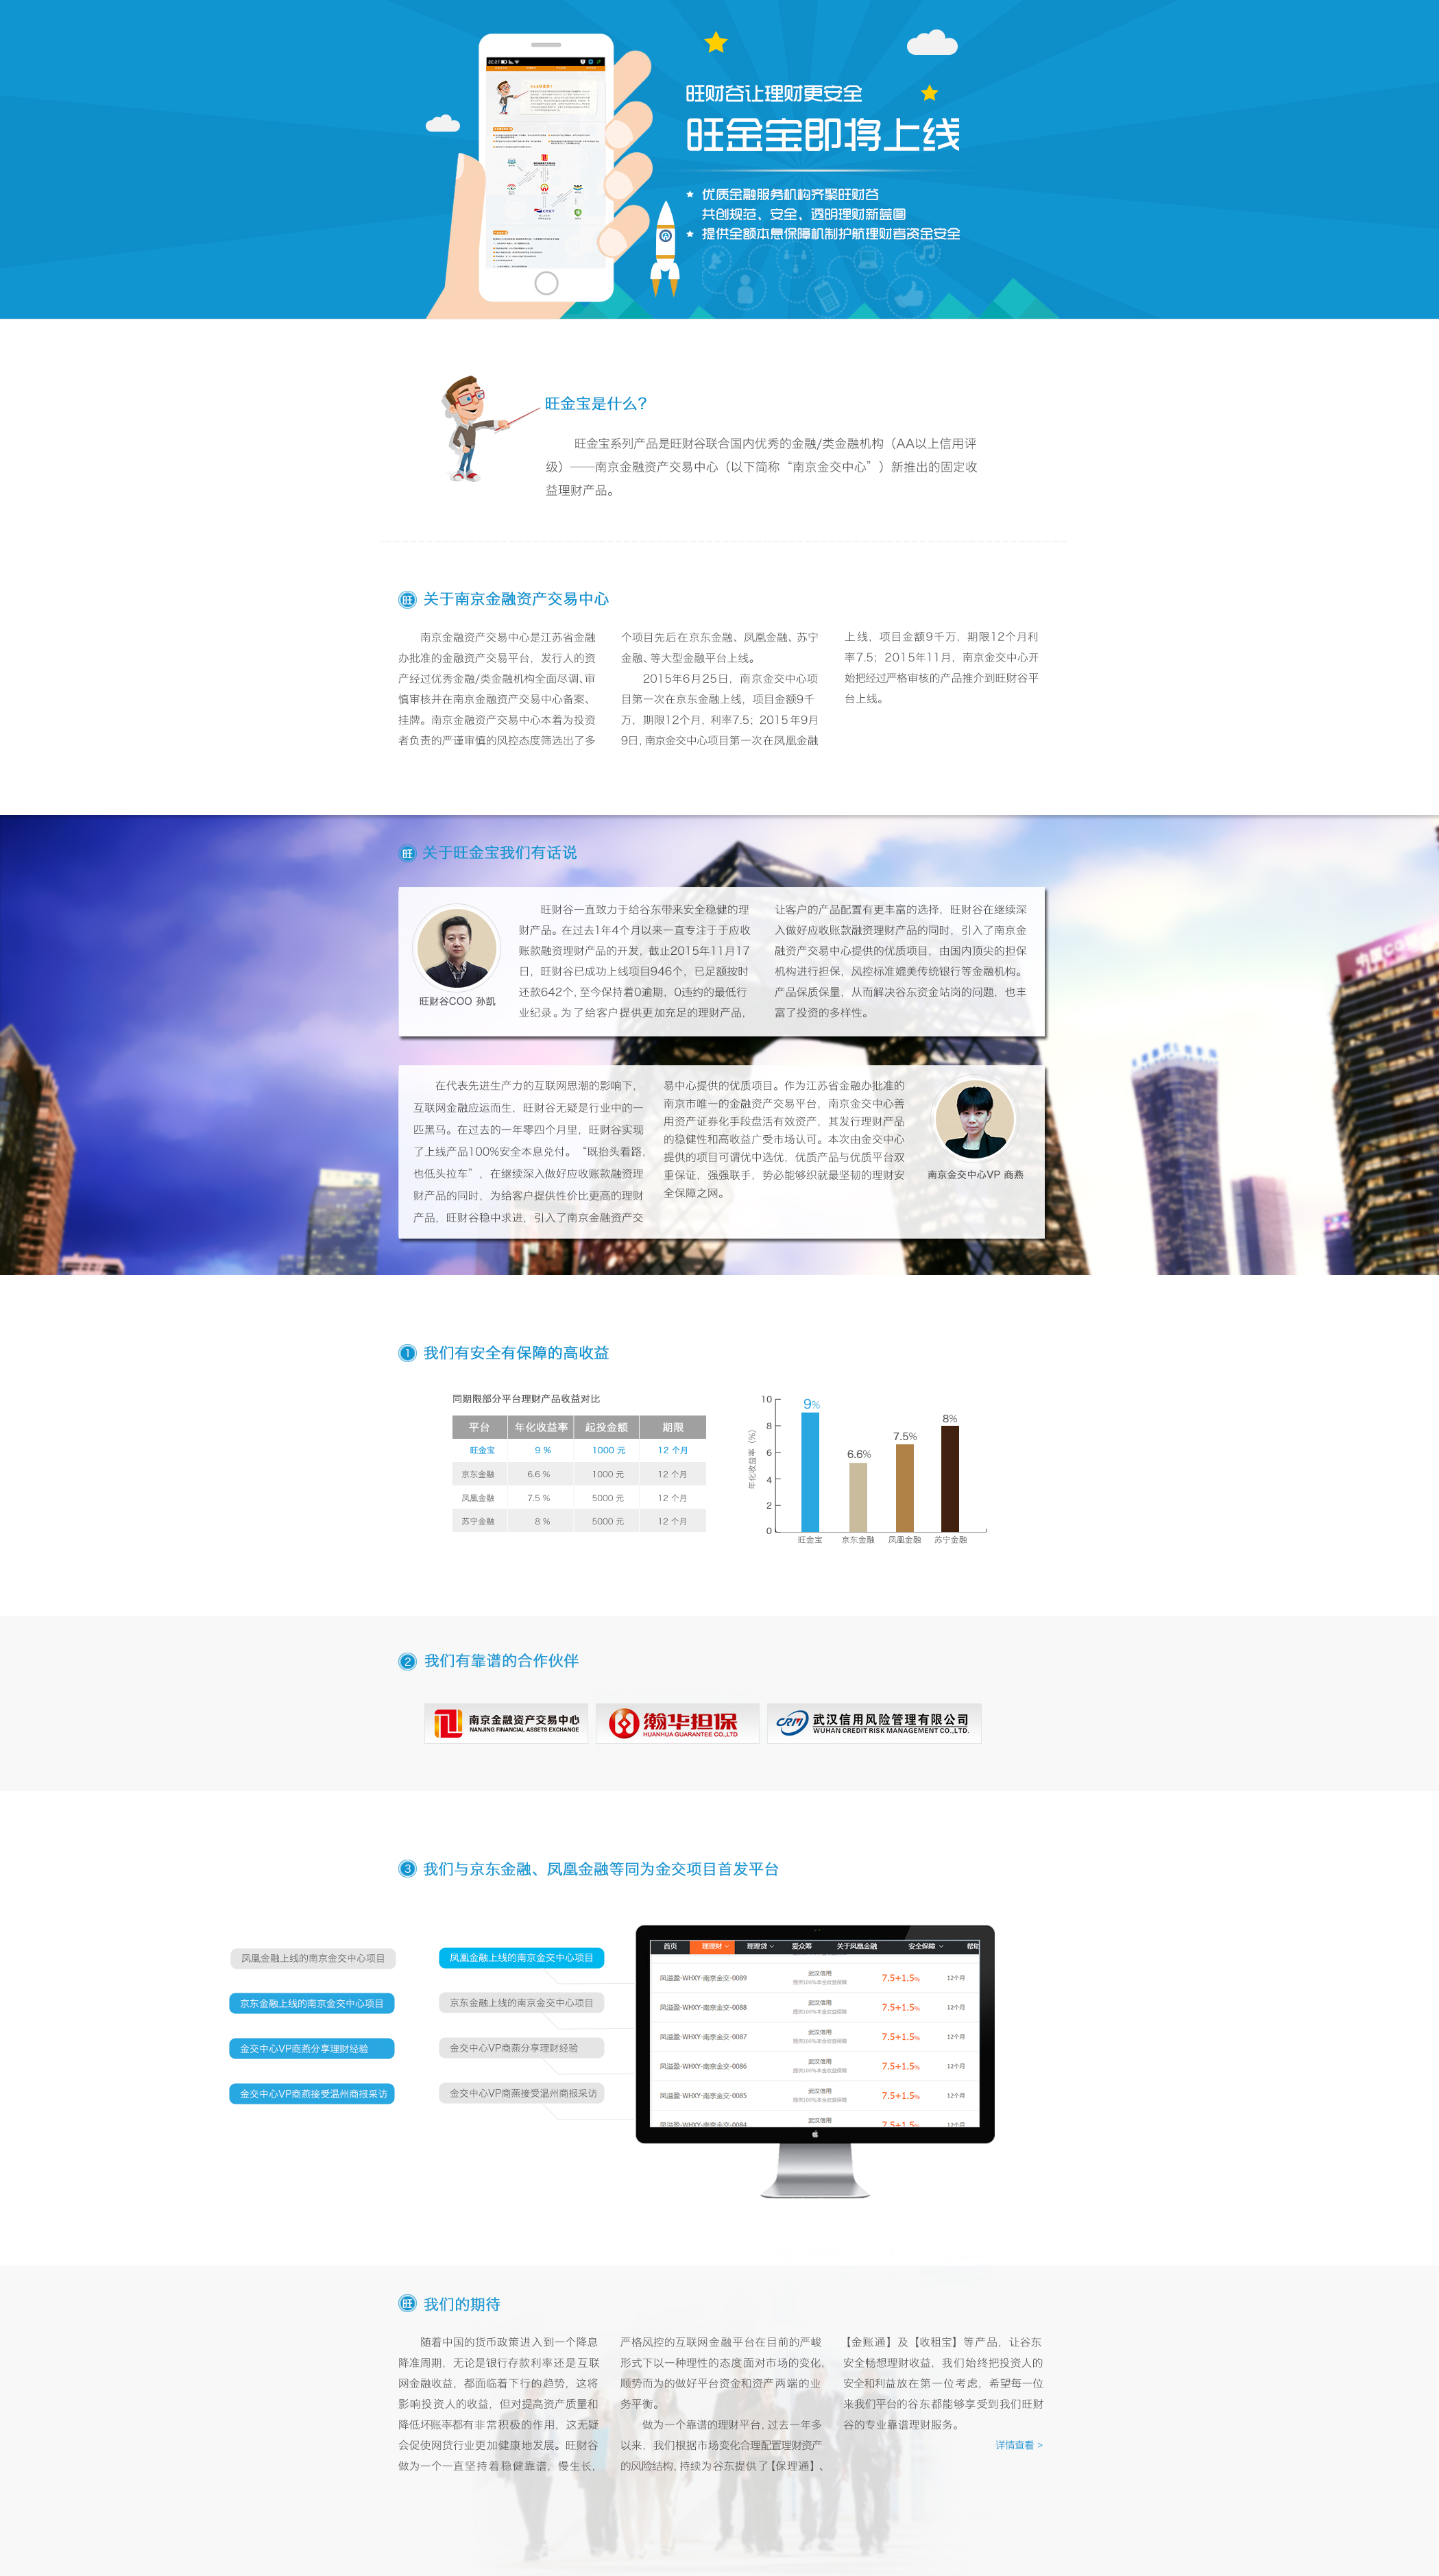 旺财谷让理财更安全
旺金宝即将上线
优质金融服务机构齐聚旺财谷
共创规范、安全、透明理财新蓝图
提供全额本息保障机制护航理财者资金安全
旺金宝是什么？
旺金宝系列产品是旺财谷联合国内优秀的金融/类金融机构（AA以上信用评
级）——南京金融资产交易中心（以下简称“南京金交中心”）新推出的固定收
益理财产品。
旺 关于南京金融资产交易中心
南京金融资产交易中心是江苏省金融
办批准的金融资产交易平台，发行人的资
产经过优秀金融/类金融机构全面尽调、审
慎审核并在南京金融资产交易中心备案、
挂牌。南京金融资产交易中心本着为投资
者负责的严谨审慎的风控态度筛选出了多
个项目先后在京东金融、凤凰金融、苏宁
金融、等大型金融平台上线。
2015年6月25日，南京金交中心项
目第一次在京东金融上线，项目金额9千
万，期限12个月，利率7.5；2015年9月
9日，南京金交中心项目第一次在凤凰金融
上线，项目金额9千万，期限12个月利
率7.5；2015年11月，南京金交中心开
始把经过严格审核的产品推介到旺财谷平
台上线。
旺 关于旺金宝我们有话说
旺财谷一直致力于给谷东带来安全稳健的理
财产品。在过去1年4个月以来一直专注于于应收
账款融资理财产品的开发，截止2015年11月17
日，旺财谷已成功上线项目946个，已足额按时
还款642个，至今保持着0逾期，0违约的最低行
业纪录。为了给客户提供更加充足的理财产品，
让客户的产品配置有更丰富的选择，旺财谷在继续深
入做好应收账款融资理财产品的同时，引入了南京金
融资产交易中心提供的优质项目，由国内顶尖的担保
机构进行担保，风控标准媲美传统银行等金融机构。
产品保质保量，从而解决谷东资金站岗的问题，也丰
富了投资的多样性。
旺财谷COO 孙凯
在代表先进生产力的互联网思潮的影响下，
互联网金融应运而生，旺财谷无疑是行业中的一
匹黑马。在过去的一年零四个月里，旺财谷实现
了上线产品100%安全本息兑付。“既抬头看路，
也低头拉车”，在继续深入做好应收账款融资理
财产品的同时，为给客户提供性价比更高的理财
产品，旺财谷稳中求进，引入了南京金融资产交
易中心提供的优质项目。作为江苏省金融办批准的
南京市唯一的金融资产交易平台，南京金交中心善
用资产证券化手段盘活有效资产，其发行理财产品
的稳健性和高收益广受市场认可。本次由金交中心
提供的项目可谓优中选优，优质产品与优质平台双
重保证，强强联手，势必能够织就最坚韧的理财安
全保障之网。
南京金交中心VP 商燕
1 我们有安全有保障的高收益
同期限部分平台理财产品收益对比
平台 年化收益率 起投金额 期限
旺金宝 9 % 1000 元 12 个月
京东金融 6.6 % 1000 元 12 个月
凤凰金融 7.5 % 5000 元 12 个月
苏宁金融 8 % 5000 元 12 个月
年化收益率（%）
10
8
6
4
2
0
9%
6.6%
7.5%
8%
旺金宝 京东金融 凤凰金融 苏宁金融
2 我们有靠谱的合作伙伴
南京金融资产交易中心
NANJING FINANCIAL ASSETS EXCHANGE
瀚华担保
HUANHUA GUARANTEE CO.,LTD
CRM 武汉信用风险管理有限公司
WUHAN CREDIT RISK MANAGEMENT CO.,LTD.
3 我们与京东金融、凤凰金融等同为金交项目首发平台
凤凰金融上线的南京金交中心项目
京东金融上线的南京金交中心项目
金交中心VP商燕分享理财经验
金交中心VP商燕接受温州商报采访
凤凰金融上线的南京金交中心项目
京东金融上线的南京金交中心项目
金交中心VP商燕分享理财经验
金交中心VP商燕接受温州商报采访
首页 理理财 理理贷 爱众筹 关于凤凰金融 安全保障 帮助
凤溢盈-WHXY-南京金交-0089 武汉信用 提供100%本金收益保障 7.5+1.5% 12个月
凤溢盈-WHXY-南京金交-0088 武汉信用 提供100%本金收益保障 7.5+1.5% 12个月
凤溢盈-WHXY-南京金交-0087 武汉信用 提供100%本金收益保障 7.5+1.5% 12个月
凤溢盈-WHXY-南京金交-0086 武汉信用 提供100%本金收益保障 7.5+1.5% 12个月
凤溢盈-WHXY-南京金交-0085 武汉信用 提供100%本金收益保障 7.5+1.5% 12个月
凤溢盈-WHXY-南京金交-0084 武汉信用 7.5+1.5% 12个月
旺 我们的期待
随着中国的货币政策进入到一个降息
降准周期，无论是银行存款利率还是互联
网金融收益，都面临着下行的趋势，这将
影响投资人的收益，但对提高资产质量和
降低坏账率都有非常积极的作用，这无疑
会促使网贷行业更加健康地发展。旺财谷
做为一个一直坚持着稳健靠谱，慢生长，
严格风控的互联网金融平台在目前的严峻
形式下以一种理性的态度面对市场的变化，
顺势而为的做好平台资金和资产两端的业
务平衡。
做为一个靠谱的理财平台，过去一年多
以来，我们根据市场变化合理配置理财资产
的风险结构，持续为谷东提供了【保理通】、
【金账通】及【收租宝】等产品，让谷东
安全畅想理财收益，我们始终把投资人的
安全和利益放在第一位考虑，希望每一位
来我们平台的谷东都能够享受到我们旺财
谷的专业靠谱理财服务。
详情查看 >